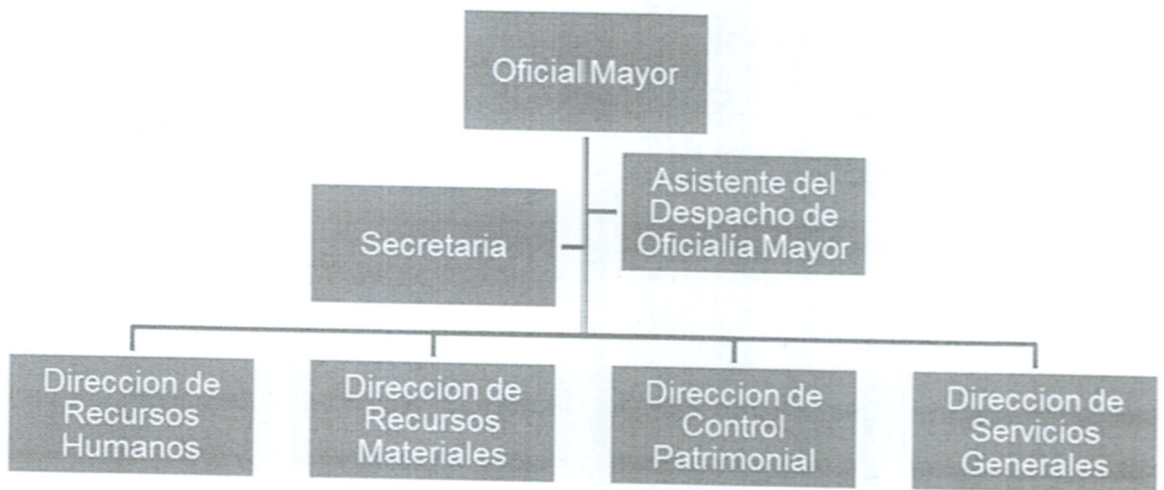 Oficial Mayor
Asistente del
Despacho de
Oficialía Mayor
Secretaria
Direccion de
Recursos
Humanos
Direccion de
Recursos
Materiales
Direccion de
Control
Patrimonial
Direccion de
Servicios
Generales